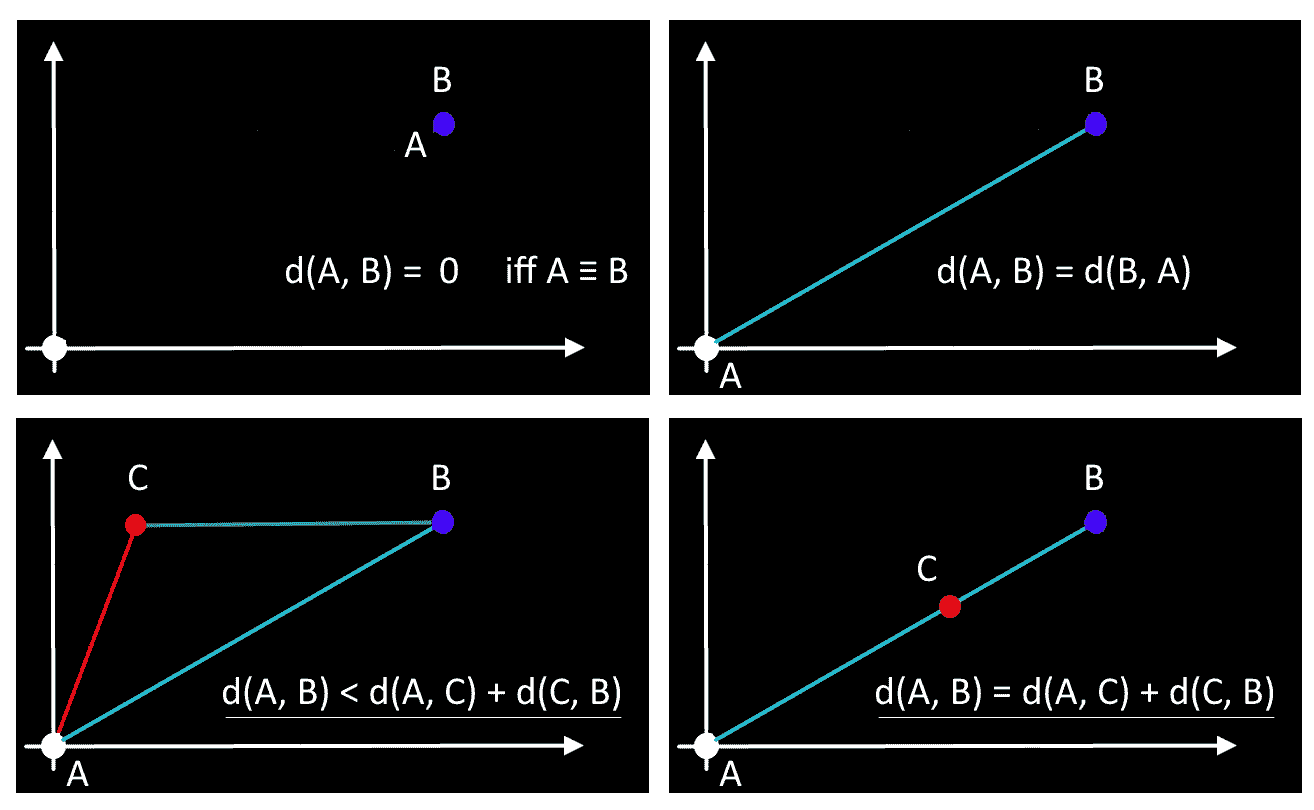 B
A
d(A, B) = 0 iff A ≡ B
B
d(A, B) = d(B, A)
A
C B
d(A, B) < d(A, C) + d(C, B)
A
B
C
d(A, B) = d(A, C) + d(C, B)
A